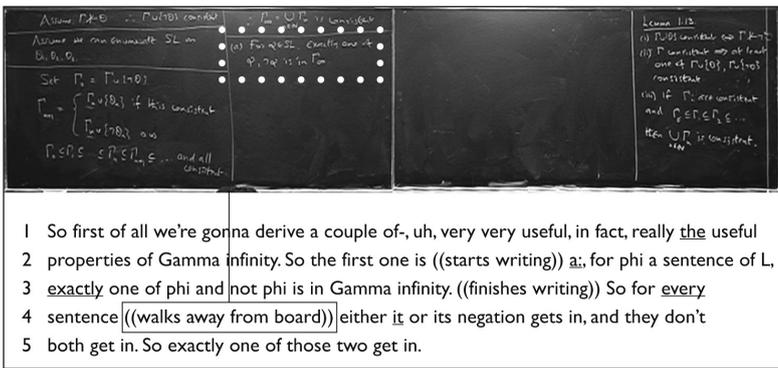 Assume Γ⊬θ ∴ Γ∪{¬θ} consistent
Assume we can enumerate SL as
θ₁, θ₂, ...
Set Γ₀ = Γ∪{¬θ}
Γₙ₊₁ = { Γₙ∪{θₙ} if this is consistent
Γₙ∪{¬θₙ} o/w
and all
consistent
∴ Γ∞ = ⋃ Γₙ is consistent
n∈N
(a) For φ∈SL, exactly one of
φ, ¬φ is in Γ∞
Lemma 1.13
(ii) Γ consistent ⟹ at least
one of Γ∪{θ}, Γ∪{¬θ}
consistent
(iii) if Γᵢ are consistent
and Γ₀⊆Γ₁⊆Γ₂⊆...
then ⋃Γₙ is consistent.
n∈N
1 So first of all we're gonna derive a couple of-, uh, very very useful, in fact, really the useful
2 properties of Gamma infinity. So the first one is ((starts writing)) a:, for phi a sentence of L,
3 exactly one of phi and not phi is in Gamma infinity. ((finishes writing)) So for every
4 sentence ((walks away from board)) either it or its negation gets in, and they don't
5 both get in. So exactly one of those two get in.